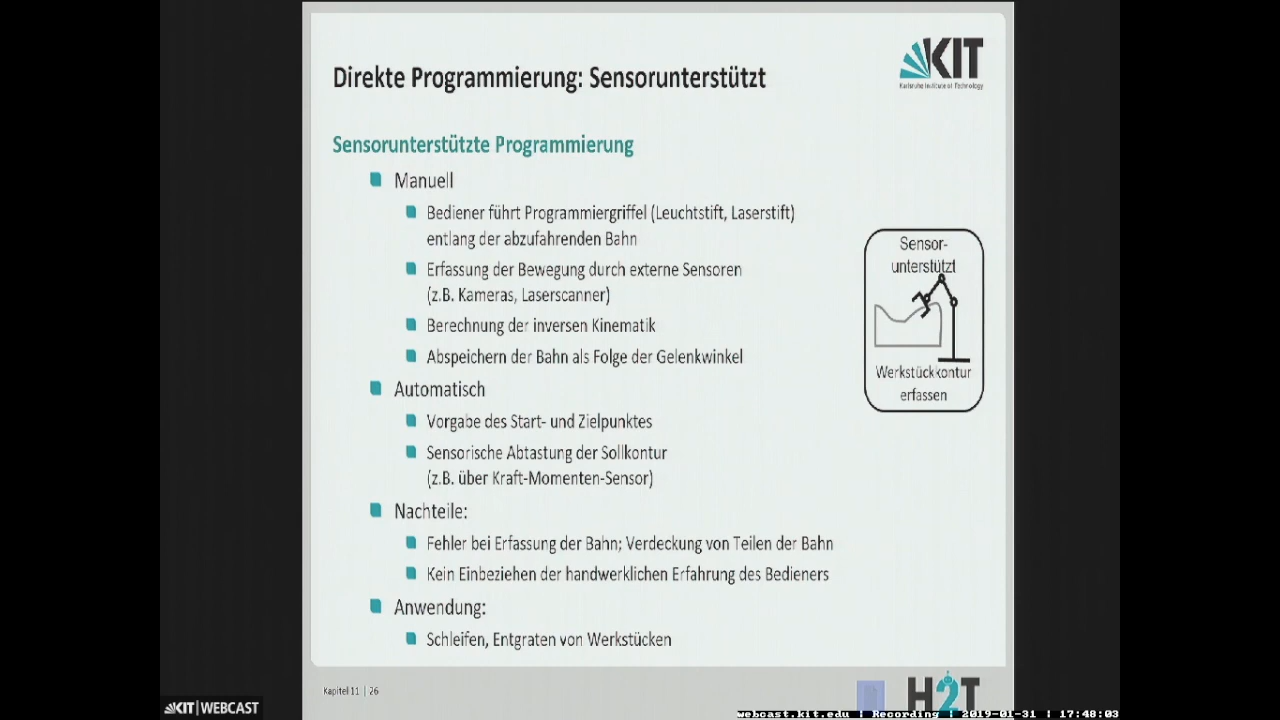 KIT
Karlsruhe Institute of Technology
Direkte Programmierung: Sensorunterstützt
Sensorunterstützte Programmierung
Manuell
Bediener führt Programmiergriffel (Leuchtstift, Laserstift)
entlang der abzufahrenden Bahn
Erfassung der Bewegung durch externe Sensoren
(z.B. Kameras, Laserscanner)
Berechnung der inversen Kinematik
Abspeichern der Bahn als Folge der Gelenkwinkel
Automatisch
Vorgabe des Start- und Zielpunktes
Sensorische Abtastung der Sollkontur
(z.B. über Kraft-Momenten-Sensor)
Nachteile:
Fehler bei Erfassung der Bahn; Verdeckung von Teilen der Bahn
Kein Einbeziehen der handwerklichen Erfahrung des Bedieners
Anwendung:
Schleifen, Entgraten von Werkstücken
Sensor-
unterstützt
Werkstückkontur
erfassen
Kapitel 11 | 26
H2T
KIT | WEBCAST
webcast.kit.edu | Recording | 2019-01-31 | 17:48:03